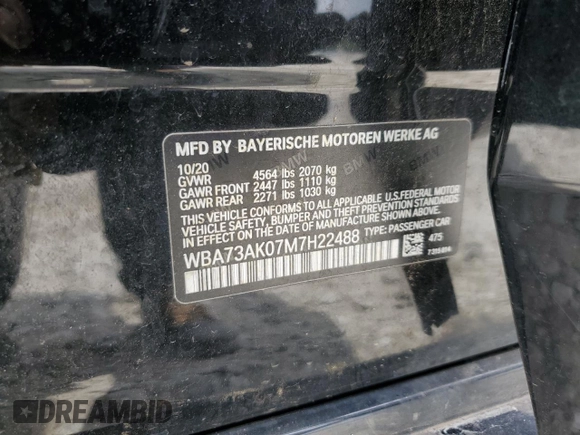 MFD BY BAYERISCHE MOTOREN WERKE AG
10/20
GVWR 4564 lbs 2070 kg
GAWR FRONT 2447 lbs 1110 kg
GAWR REAR 2271 lbs 1030 kg
THIS VEHICLE CONFORMS TO ALL APPLICABLE U.S.FEDERAL MOTOR
VEHICLE SAFETY, BUMPER, AND THEFT PREVENTION STANDARDS
IN EFFECT ON THE DATE OF MANUFACTURE SHOWN ABOVE.
WBA73AK07M7H22488 TYPE: PASSENGER CAR
475
DREAMBID